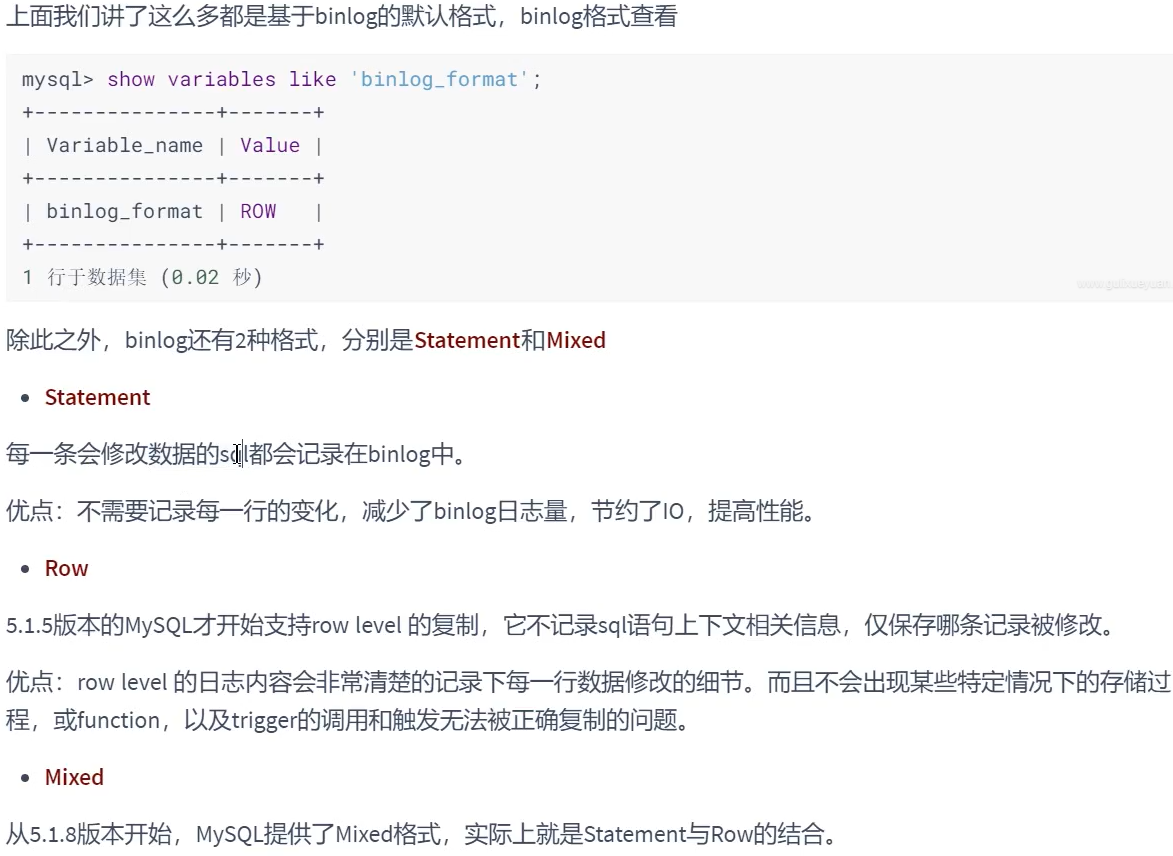 上面我们讲了这么多都是基于binlog的默认格式，binlog格式查看
mysql> show variables like 'binlog_format';
+---------------+-------+
| Variable_name | Value |
+---------------+-------+
| binlog_format | ROW   |
+---------------+-------+
1 行于数据集 (0.02 秒)
除此之外，binlog还有2种格式，分别是Statement和Mixed
• Statement
每一条会修改数据的sql都会记录在binlog中。
优点：不需要记录每一行的变化，减少了binlog日志量，节约了IO，提高性能。
• Row
5.1.5版本的MySQL才开始支持row level 的复制，它不记录sql语句上下文相关信息，仅保存哪条记录被修改。
优点：row level 的日志内容会非常清楚的记录下每一行数据修改的细节。而且不会出现某些特定情况下的存储过
程，或function，以及trigger的调用和触发无法被正确复制的问题。
• Mixed
从5.1.8版本开始，MySQL提供了Mixed格式，实际上就是Statement与Row的结合。